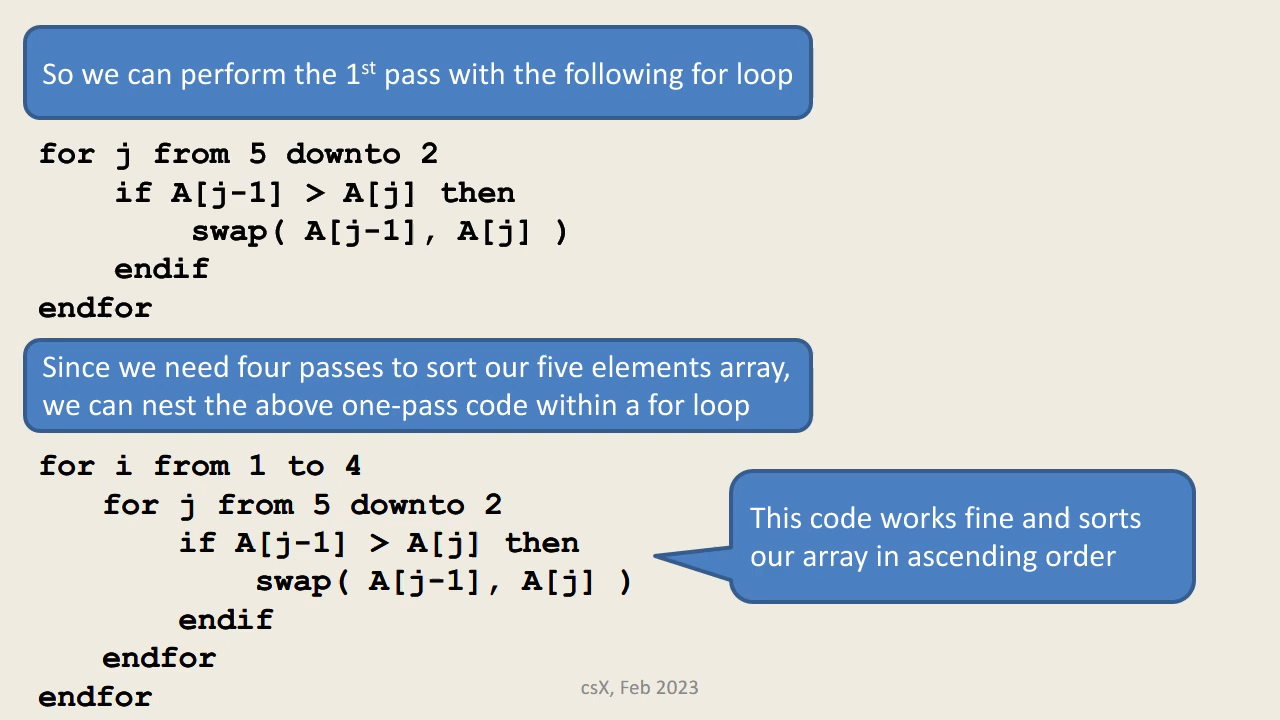 So we can perform the 1st pass with the following for loop
for j from 5 downto 2
    if A[j-1] > A[j] then
        swap( A[j-1], A[j] )
    endif
endfor
Since we need four passes to sort our five elements array,
we can nest the above one-pass code within a for loop
for i from 1 to 4
    for j from 5 downto 2
        if A[j-1] > A[j] then
            swap( A[j-1], A[j] )
        endif
    endfor
endfor
This code works fine and sorts
our array in ascending order
csX, Feb 2023